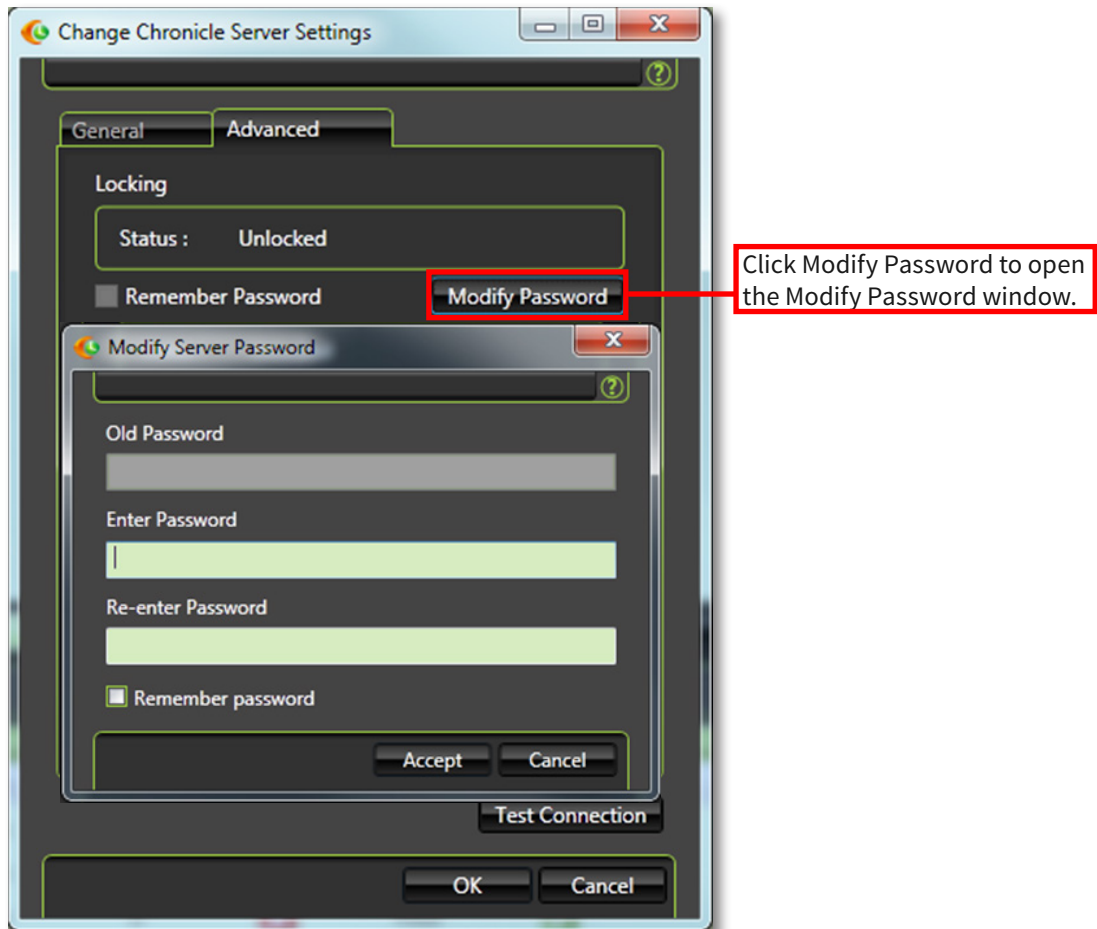 Change Chronicle Server Settings
General
Advanced
Locking
Status :
Unlocked
Remember Password
Modify Password
Click Modify Password to open
the Modify Password window.
Modify Server Password
Old Password
Enter Password
Re-enter Password
Remember password
Accept
Cancel
Test Connection
OK
Cancel